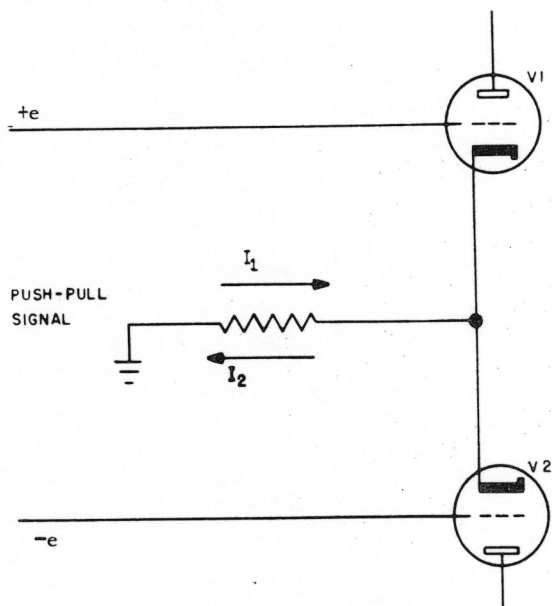 V1
+e
I1
PUSH-PULL
SIGNAL
I2
V2
-e